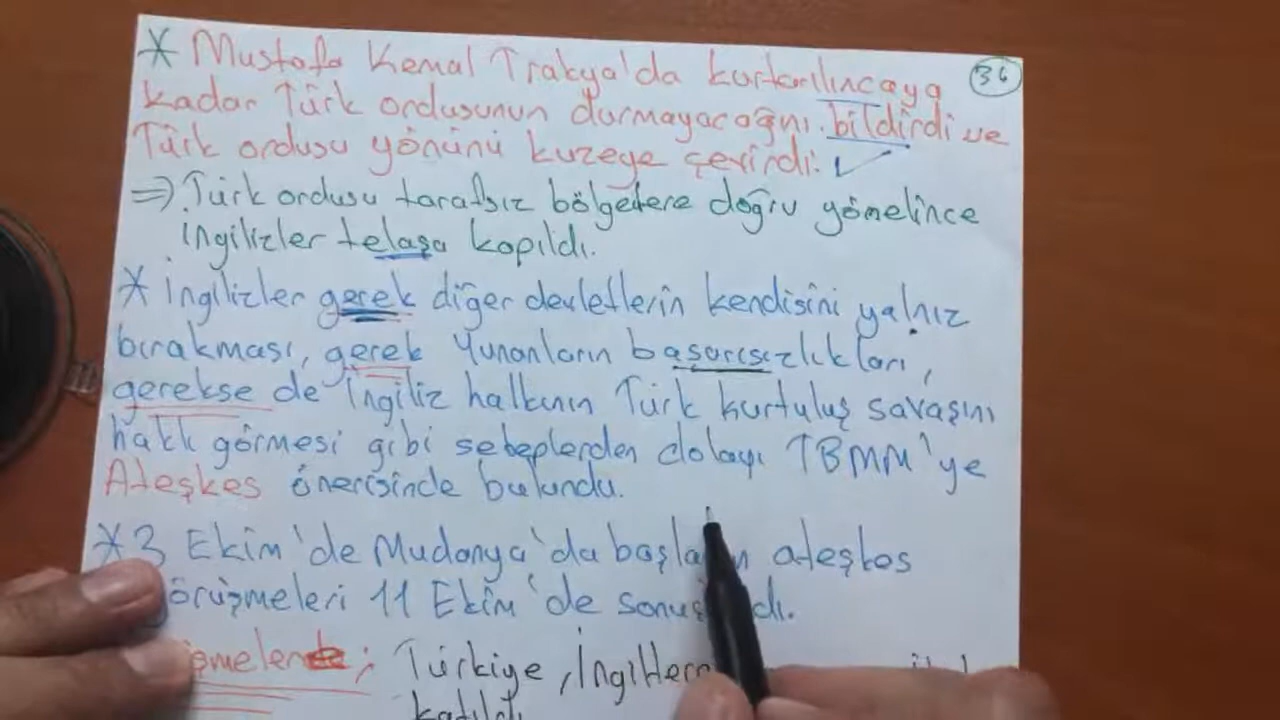 36
* Mustafa Kemal Trakya'da kurtarılıncaya
kadar Türk ordusunun durmayacağını bildirdi ve
Türk ordusu yönünü kuzeye çevirdi.
⇒ Türk ordusu tarafsız bölgelere doğru yönelince
İngilizler telaşa kapıldı.
* İngilizler gerek diğer devletlerin kendisini yalnız
bırakması, gerek Yunanların başarısızlıkları,
gerekse de İngiliz halkının Türk kurtuluş savaşını
haklı görmesi gibi sebeplerden dolayı TBMM'ye
Ateşkes önerisinde bulundu.
* 3 Ekim'de Mudanya'da ateşkes
11 Ekim'de
Türkiye, İngiltere
katıldı